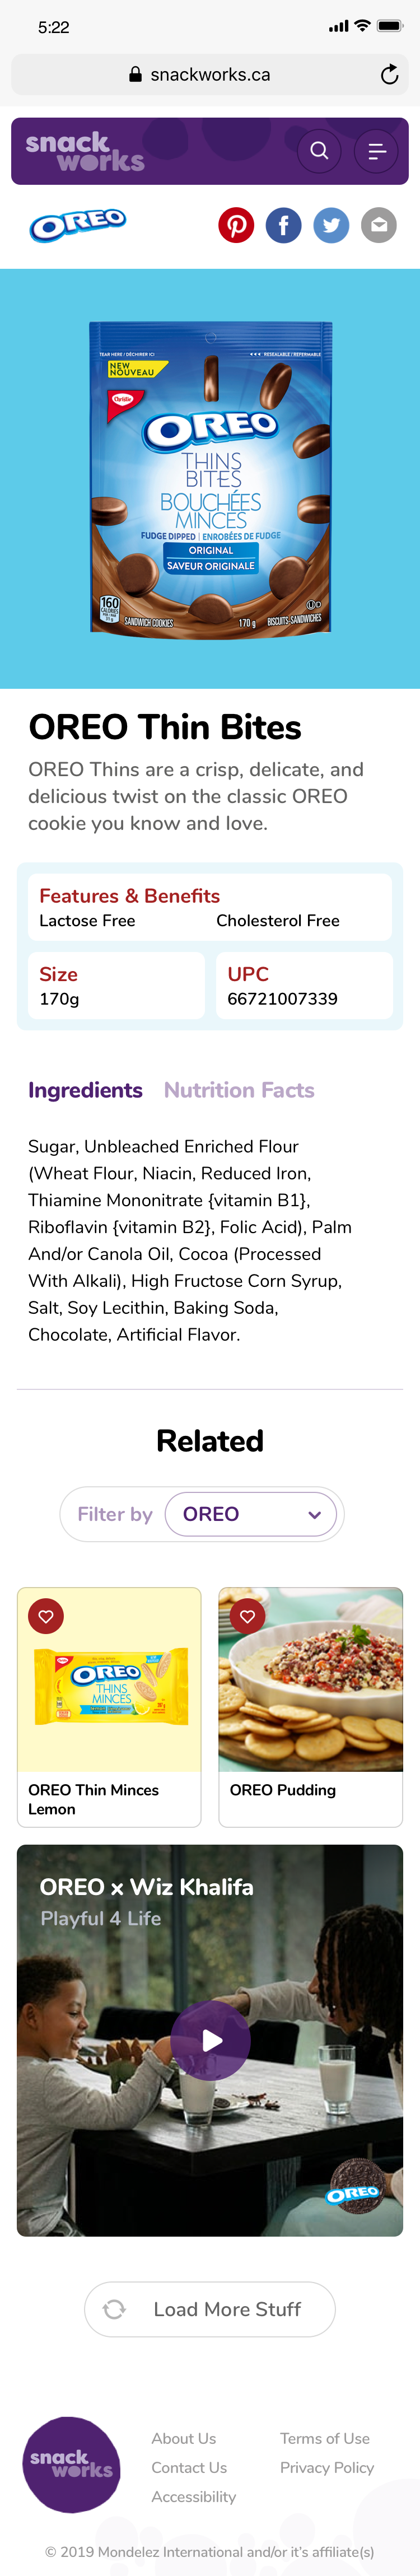 5:22
snackworks.ca
snack
works
OREO
TEAR HERE / DÉCHIRER ICI
RESEALABLE / REFERMABLE
NEW
NOUVEAU
Christie
OREO
THINS
BITES
BOUCHÉES
MINCES
FUDGE DIPPED | ENROBÉES DE FUDGE
ORIGINAL
SAVEUR ORIGINALE
160
CALORIES
SANDWICH COOKIES
170 g
BISCUITS-SANDWICHES
OREO Thin Bites
OREO Thins are a crisp, delicate, and
delicious twist on the classic OREO
cookie you know and love.
Features & Benefits
Lactose Free Cholesterol Free
Size
170g
UPC
66721007339
Ingredients Nutrition Facts
Sugar, Unbleached Enriched Flour
(Wheat Flour, Niacin, Reduced Iron,
Thiamine Mononitrate {vitamin B1},
Riboflavin {vitamin B2}, Folic Acid), Palm
And/or Canola Oil, Cocoa (Processed
With Alkali), High Fructose Corn Syrup,
Salt, Soy Lecithin, Baking Soda,
Chocolate, Artificial Flavor.
Related
Filter by OREO
OREO
THINS
MINCES
OREO Thin Minces
Lemon
OREO Pudding
OREO x Wiz Khalifa
Playful 4 Life
OREO
Load More Stuff
snack
works
About Us
Contact Us
Accessibility
Terms of Use
Privacy Policy
© 2019 Mondelez International and/or it's affiliate(s)